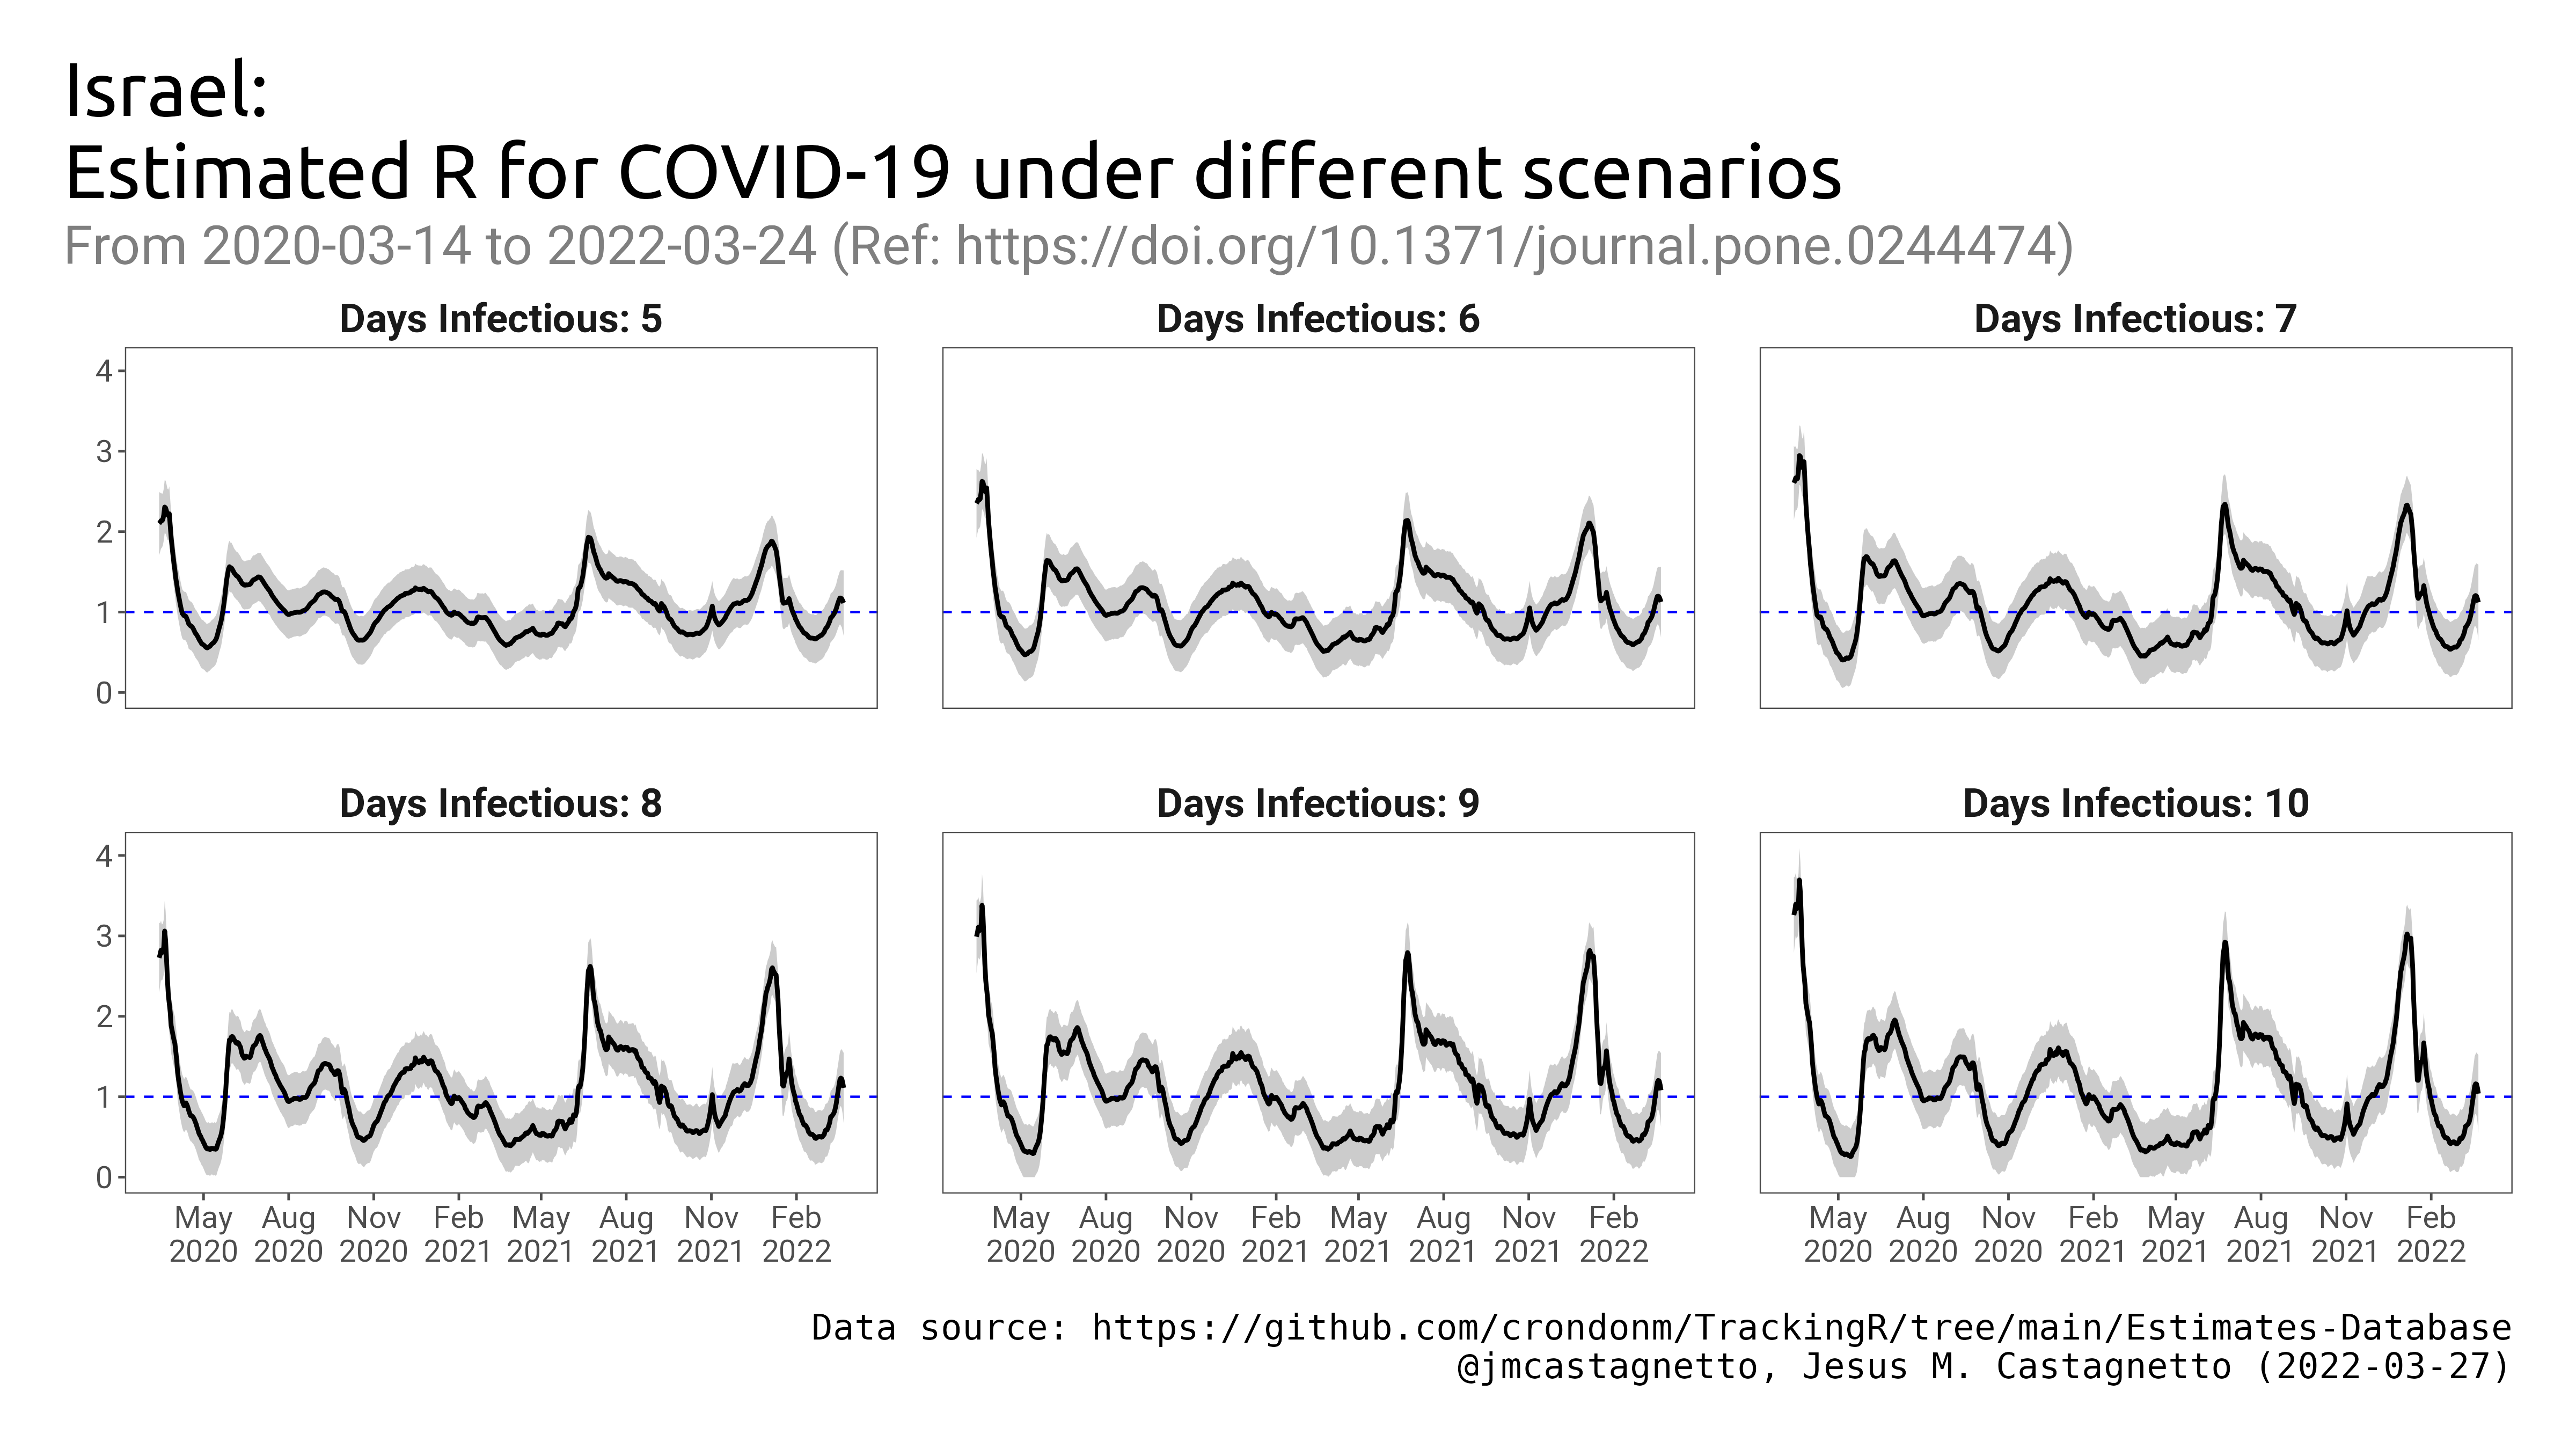 Israel:
Estimated R for COVID-19 under different scenarios
From 2020-03-14 to 2022-03-24 (Ref: https://doi.org/10.1371/journal.pone.0244474)
Days Infectious: 5
Days Infectious: 6
Days Infectious: 7
4
3
2
1
0
Days Infectious: 8
Days Infectious: 9
Days Infectious: 10
4
3
2
1
0
May Aug Nov Feb May Aug Nov Feb
2020 2020 2020 2021 2021 2021 2021 2022
May Aug Nov Feb May Aug Nov Feb
2020 2020 2020 2021 2021 2021 2021 2022
May Aug Nov Feb May Aug Nov Feb
2020 2020 2020 2021 2021 2021 2021 2022
Data source: https://github.com/crondonm/TrackingR/tree/main/Estimates-Database
@jmcastagnetto, Jesus M. Castagnetto (2022-03-27)